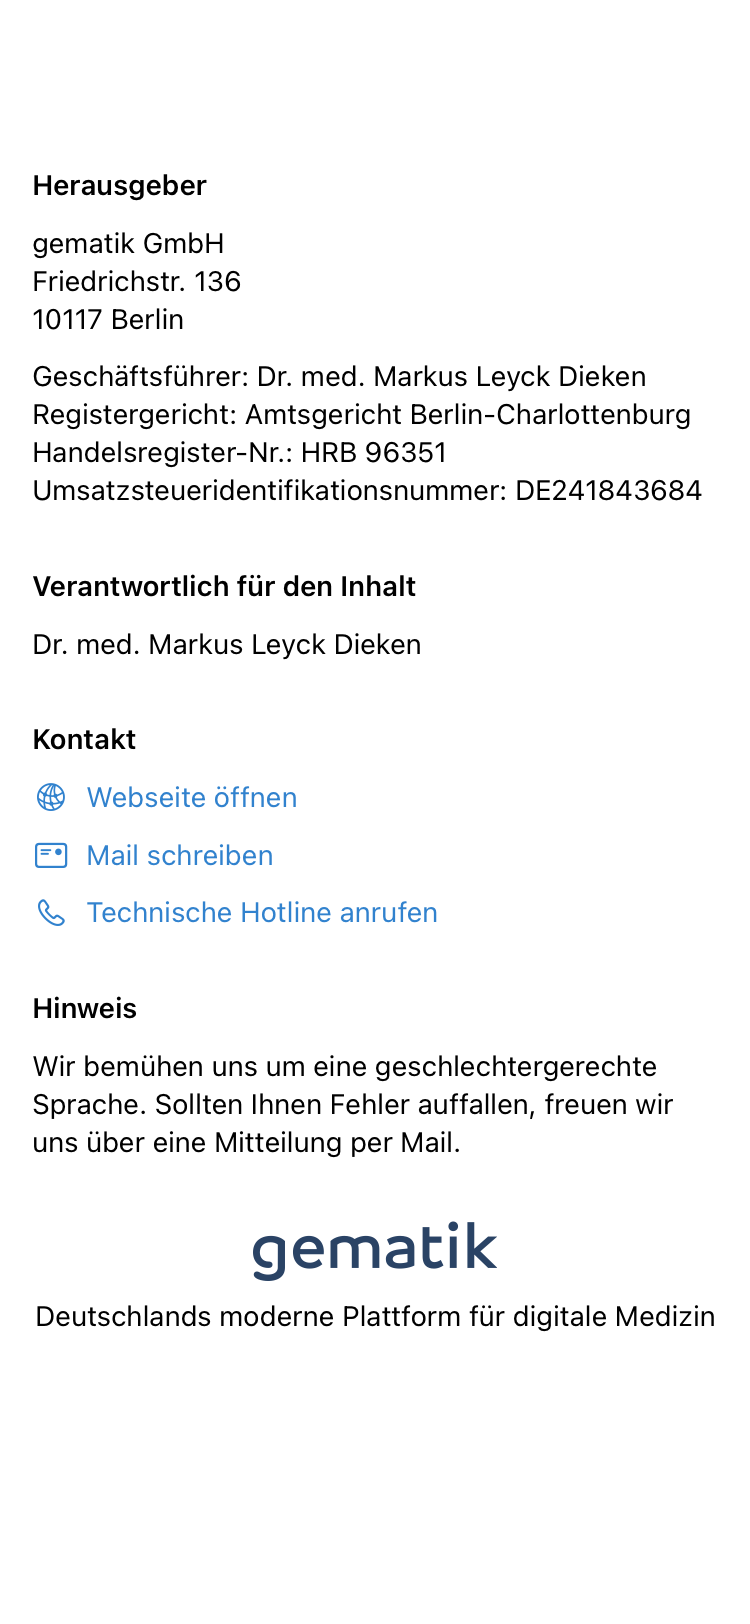 Herausgeber
gematik GmbH
Friedrichstr. 136
10117 Berlin
Geschäftsführer: Dr. med. Markus Leyck Dieken
Registergericht: Amtsgericht Berlin-Charlottenburg
Handelsregister-Nr.: HRB 96351
Umsatzsteueridentifikationsnummer: DE241843684
Verantwortlich für den Inhalt
Dr. med. Markus Leyck Dieken
Kontakt
Webseite öffnen
Mail schreiben
Technische Hotline anrufen
Hinweis
Wir bemühen uns um eine geschlechtergerechte
Sprache. Sollten Ihnen Fehler auffallen, freuen wir
uns über eine Mitteilung per Mail.
gematik
Deutschlands moderne Plattform für digitale Medizin